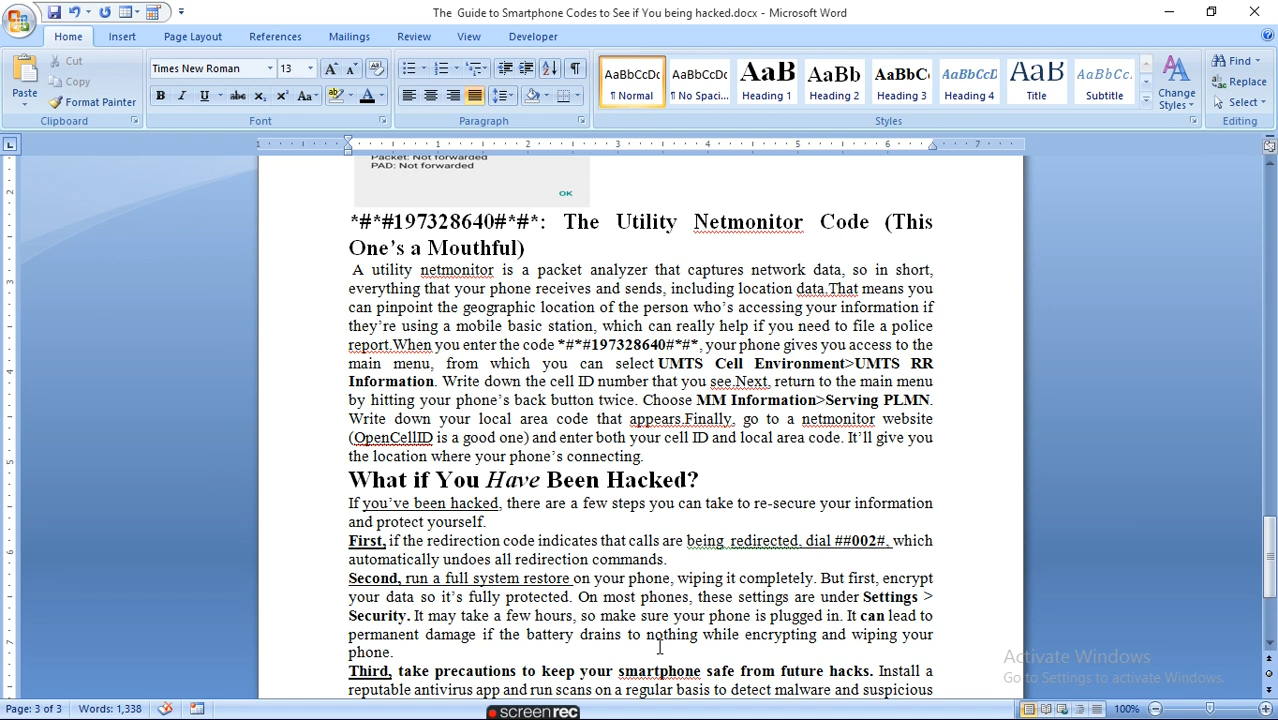 The Guide to Smartphone Codes to See if You being hacked.docx - Microsoft Word
Home Insert Page Layout References Mailings Review View Developer
Paste
Cut
Copy
Format Painter
Clipboard
Times New Roman 13
B I U abc x₂ x² Aa
Font
Paragraph
AaBbCcDc AaBbCcDc AaB AaBb AaBbC AaBbCcD AaB AaBbCc.
¶ Normal ¶ No Spaci... Heading 1 Heading 2 Heading 3 Heading 4 Title Subtitle
Change Styles
Styles
Find
Replace
Select
Editing
1 1 2 3 4 5 6 7
Packet: Not forwarded
PAD: Not forwarded
OK
*#*#197328640#*#*: The Utility Netmonitor Code (This
One’s a Mouthful)
A utility netmonitor is a packet analyzer that captures network data, so in short,
everything that your phone receives and sends, including location data.That means you
can pinpoint the geographic location of the person who’s accessing your information if
they’re using a mobile basic station, which can really help if you need to file a police
report.When you enter the code *#*#197328640#*#*, your phone gives you access to the
main menu, from which you can select UMTS Cell Environment>UMTS RR
Information. Write down the cell ID number that you see.Next, return to the main menu
by hitting your phone’s back button twice. Choose MM Information>Serving PLMN.
Write down your local area code that appears.Finally, go to a netmonitor website
(OpenCellID is a good one) and enter both your cell ID and local area code. It’ll give you
the location where your phone’s connecting.
What if You Have Been Hacked?
If you’ve been hacked, there are a few steps you can take to re-secure your information
and protect yourself.
First, if the redirection code indicates that calls are being redirected, dial ##002#, which
automatically undoes all redirection commands.
Second, run a full system restore on your phone, wiping it completely. But first, encrypt
your data so it’s fully protected. On most phones, these settings are under Settings >
Security. It may take a few hours, so make sure your phone is plugged in. It can lead to
permanent damage if the battery drains to nothing while encrypting and wiping your
phone.
Third, take precautions to keep your smartphone safe from future hacks. Install a
reputable antivirus app and run scans on a regular basis to detect malware and suspicious
Activate Windows
Go to Settings to activate Windows.
Page: 3 of 3 Words: 1,338 100%
screenrec